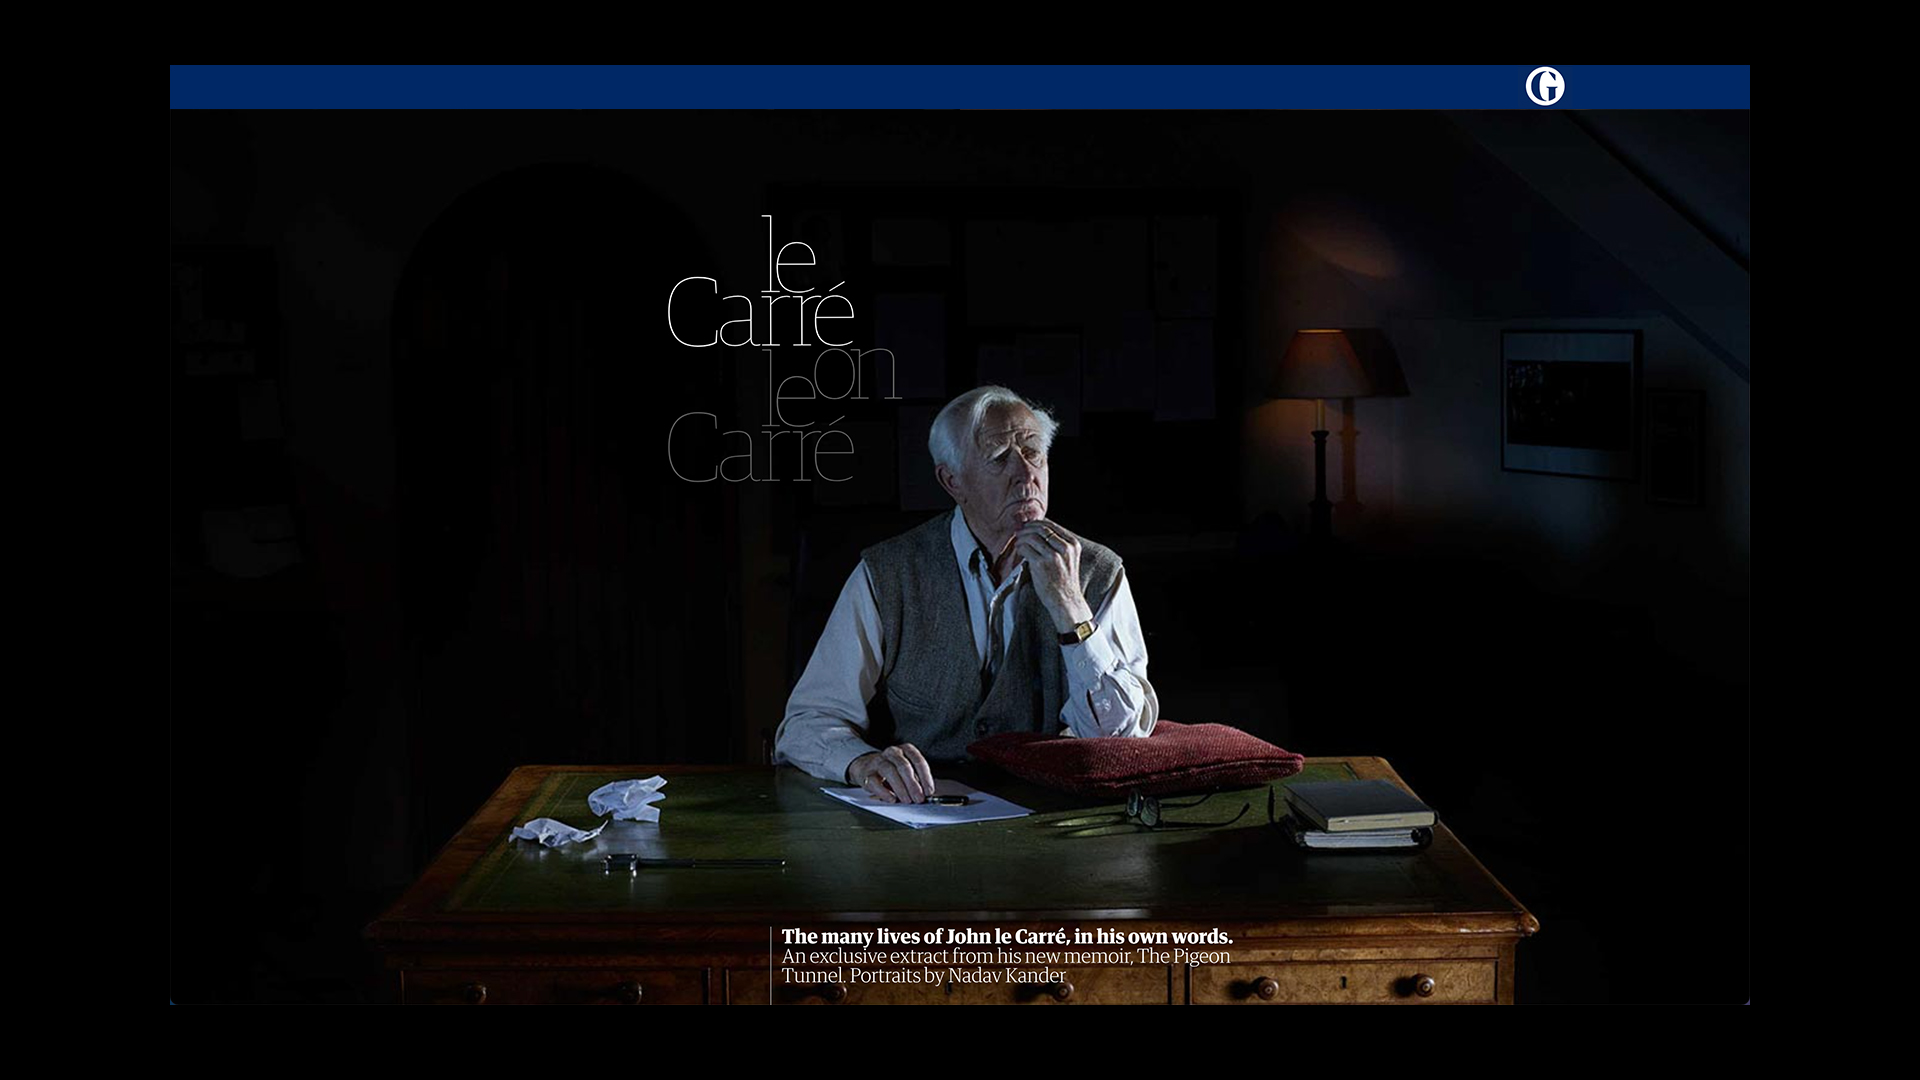 G
le
Carré
on
le
Carré
The many lives of John le Carré, in his own words.
An exclusive extract from his new memoir, The Pigeon
Tunnel. Portraits by Nadav Kander